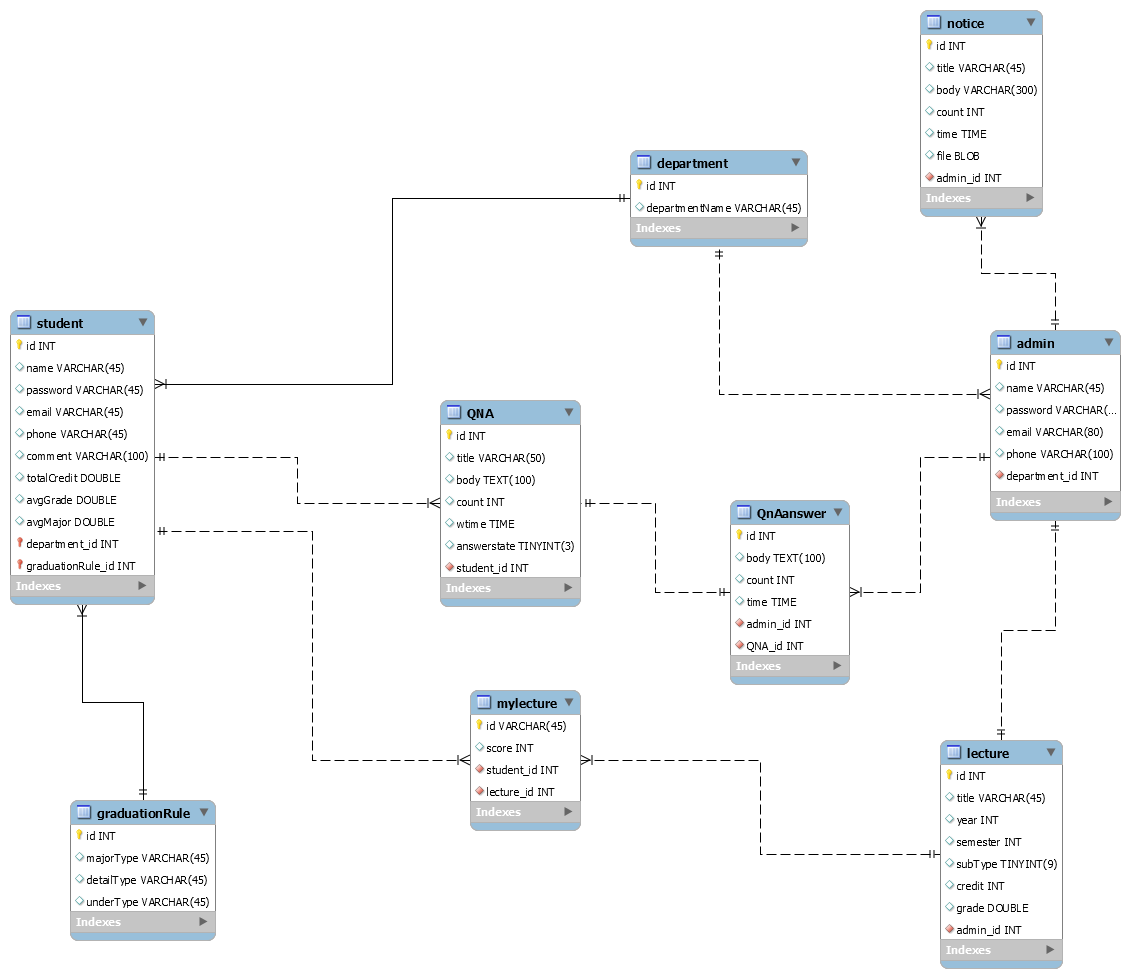 notice
id INT
title VARCHAR(45)
body VARCHAR(300)
count INT
time TIME
file BLOB
admin_id INT
Indexes
department
id INT
departmentName VARCHAR(45)
Indexes
student
id INT
name VARCHAR(45)
password VARCHAR(45)
email VARCHAR(45)
phone VARCHAR(45)
comment VARCHAR(100)
totalCredit DOUBLE
avgGrade DOUBLE
avgMajor DOUBLE
department_id INT
graduationRule_id INT
Indexes
admin
id INT
name VARCHAR(45)
password VARCHAR(...
email VARCHAR(80)
phone VARCHAR(100)
department_id INT
Indexes
QNA
id INT
title VARCHAR(50)
body TEXT(100)
count INT
wtime TIME
answerstate TINYINT(3)
student_id INT
Indexes
QnAanswer
id INT
body TEXT(100)
count INT
time TIME
admin_id INT
QNA_id INT
Indexes
mylecture
id VARCHAR(45)
score INT
student_id INT
lecture_id INT
Indexes
lecture
id INT
title VARCHAR(45)
year INT
semester INT
subType TINYINT(9)
credit INT
grade DOUBLE
admin_id INT
Indexes
graduationRule
id INT
majorType VARCHAR(45)
detailType VARCHAR(45)
underType VARCHAR(45)
Indexes